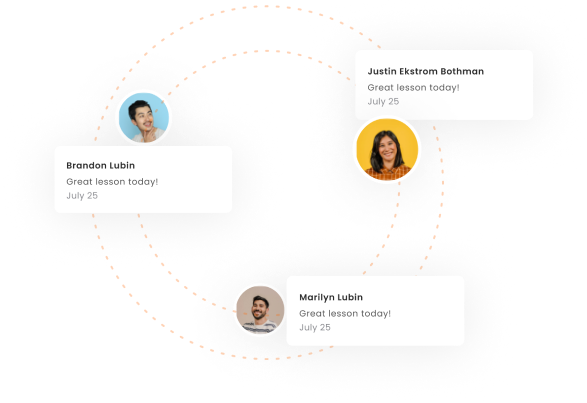 Justin Ekstrom Bothman
Great lesson today!
July 25
Brandon Lubin
Great lesson today!
July 25
Marilyn Lubin
Great lesson today!
July 25